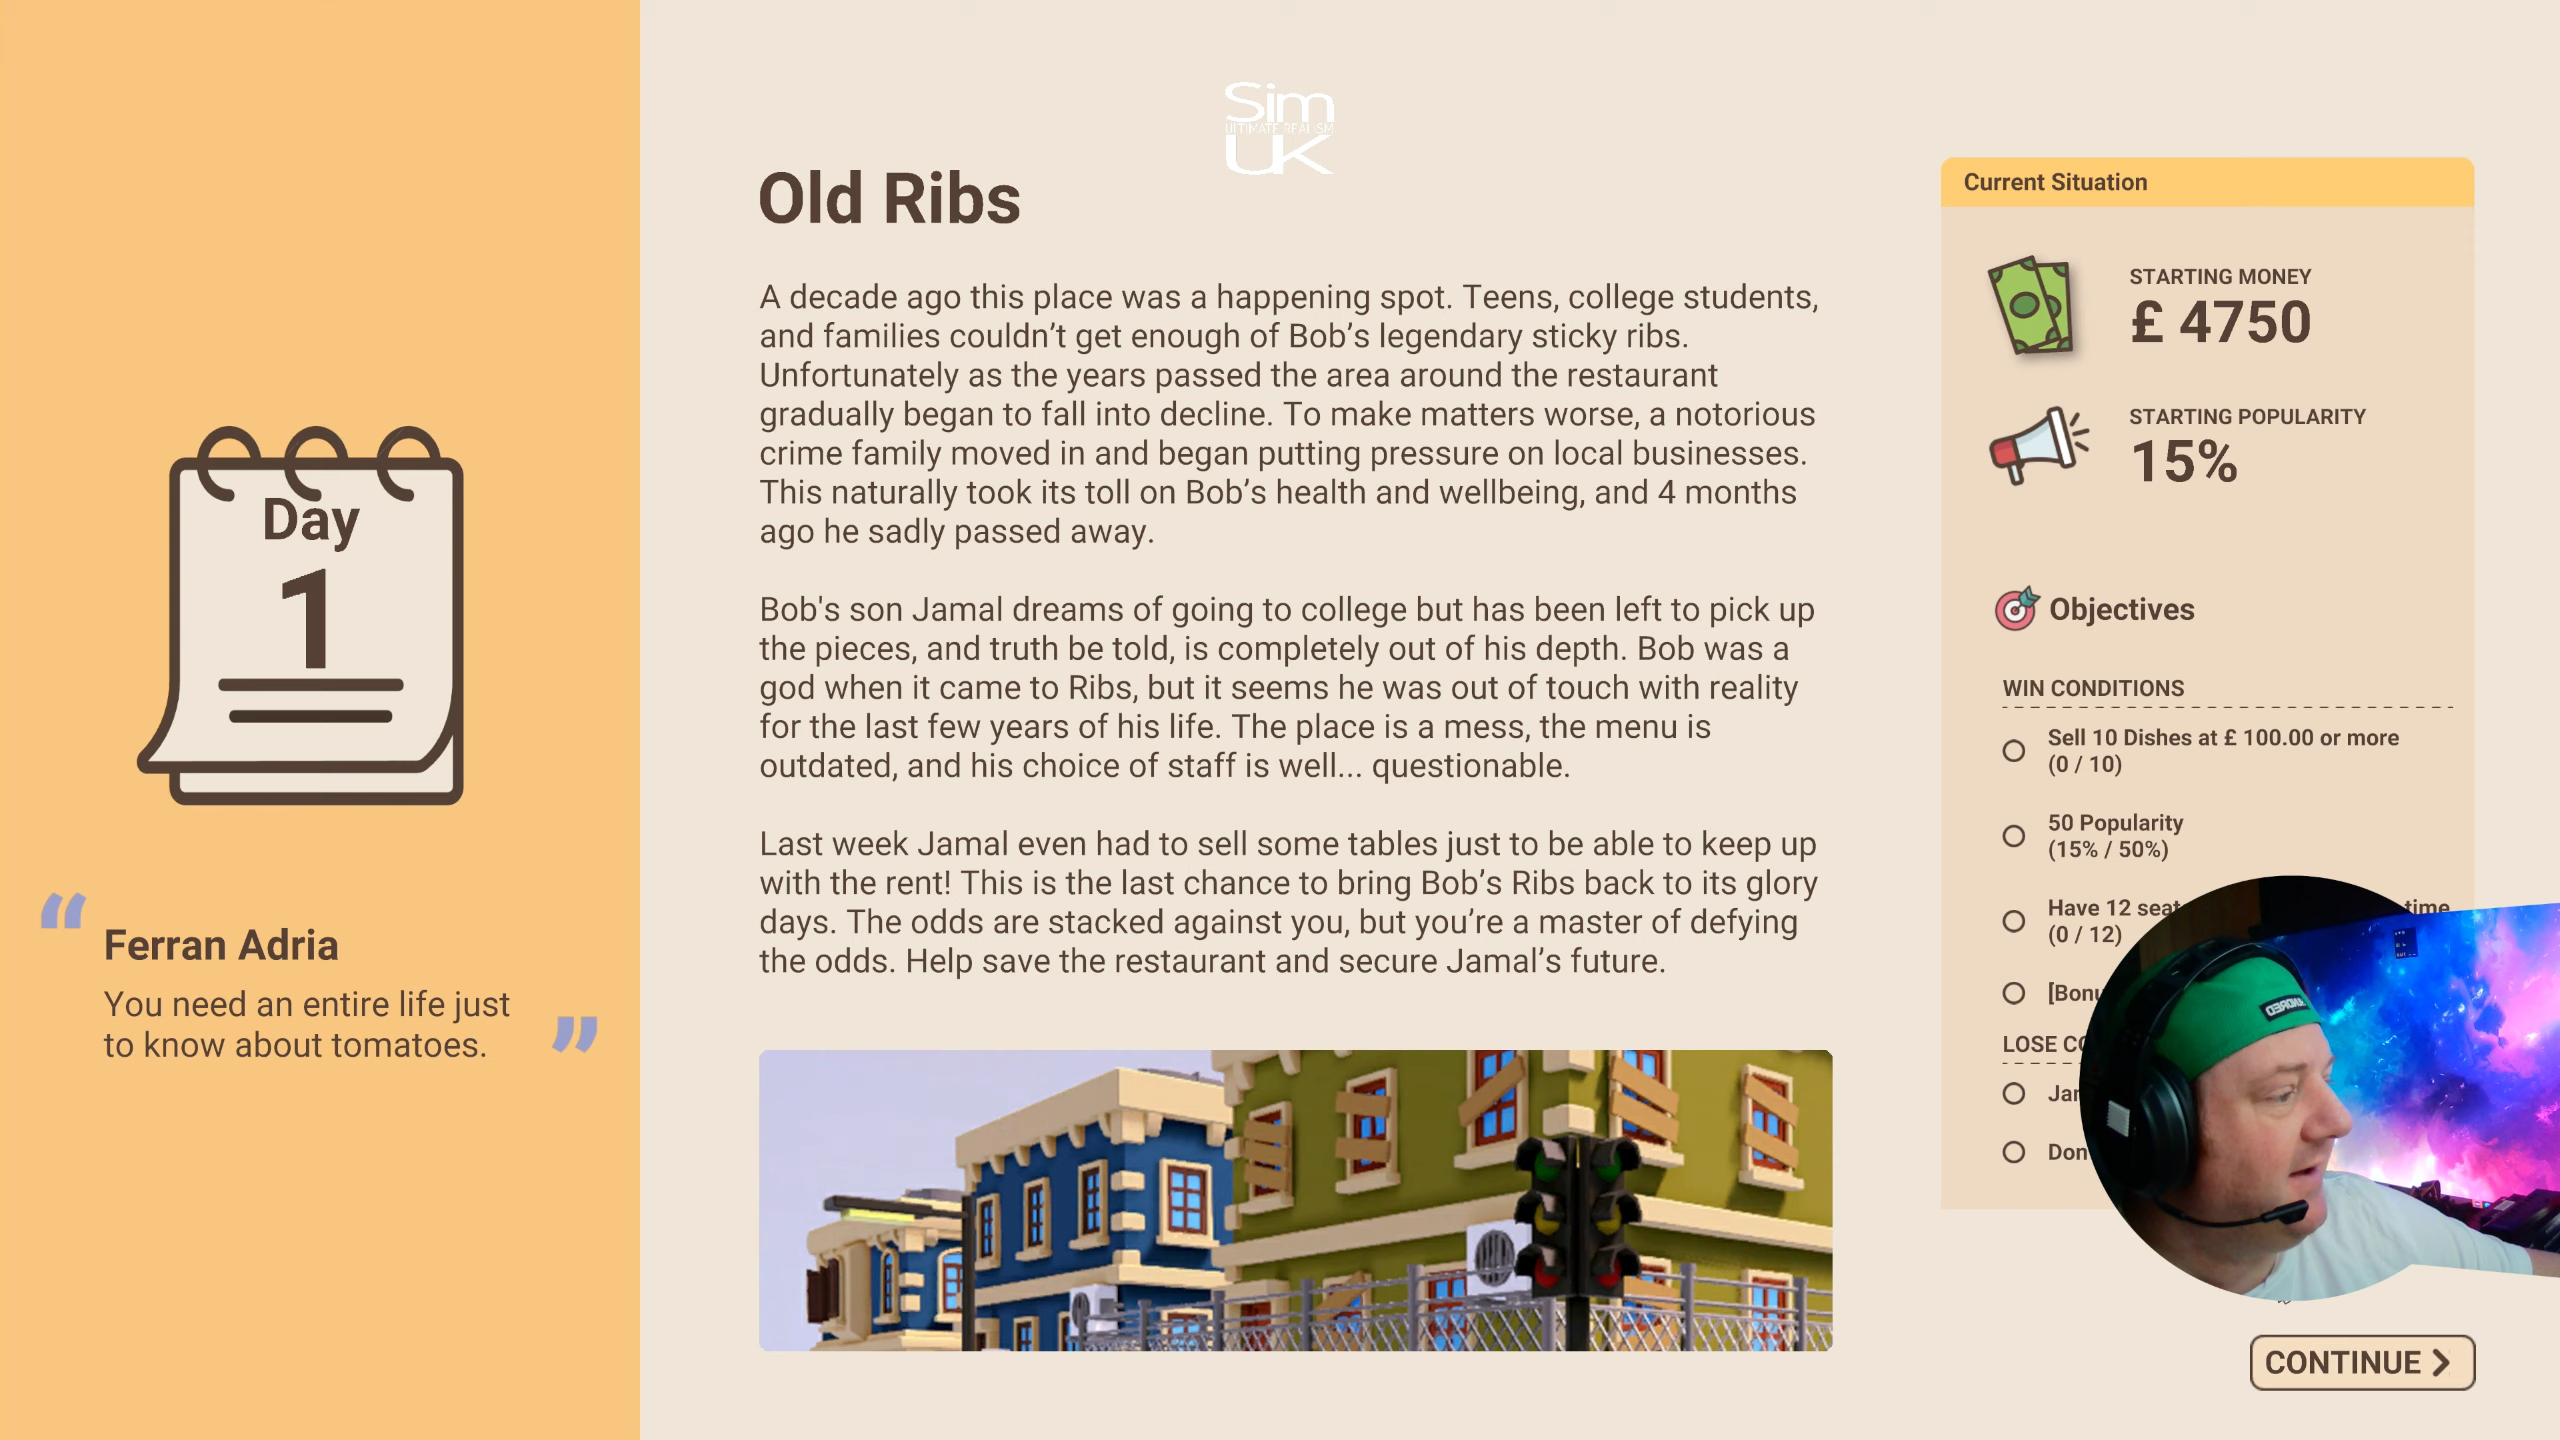 Day
1
Ferran Adria
You need an entire life just
to know about tomatoes.
Sim
ULTIMATE REALISM
UK
Old Ribs
A decade ago this place was a happening spot. Teens, college students,
and families couldn’t get enough of Bob’s legendary sticky ribs.
Unfortunately as the years passed the area around the restaurant
gradually began to fall into decline. To make matters worse, a notorious
crime family moved in and began putting pressure on local businesses.
This naturally took its toll on Bob’s health and wellbeing, and 4 months
ago he sadly passed away.
Bob's son Jamal dreams of going to college but has been left to pick up
the pieces, and truth be told, is completely out of his depth. Bob was a
god when it came to Ribs, but it seems he was out of touch with reality
for the last few years of his life. The place is a mess, the menu is
outdated, and his choice of staff is well... questionable.
Last week Jamal even had to sell some tables just to be able to keep up
with the rent! This is the last chance to bring Bob’s Ribs back to its glory
days. The odds are stacked against you, but you’re a master of defying
the odds. Help save the restaurant and secure Jamal’s future.
Current Situation
STARTING MONEY
£ 4750
STARTING POPULARITY
15%
Objectives
WIN CONDITIONS
Sell 10 Dishes at £ 100.00 or more
(0 / 10)
50 Popularity
(15% / 50%)
Have 12 time
(0 / 12)
LOSE
CONTINUE